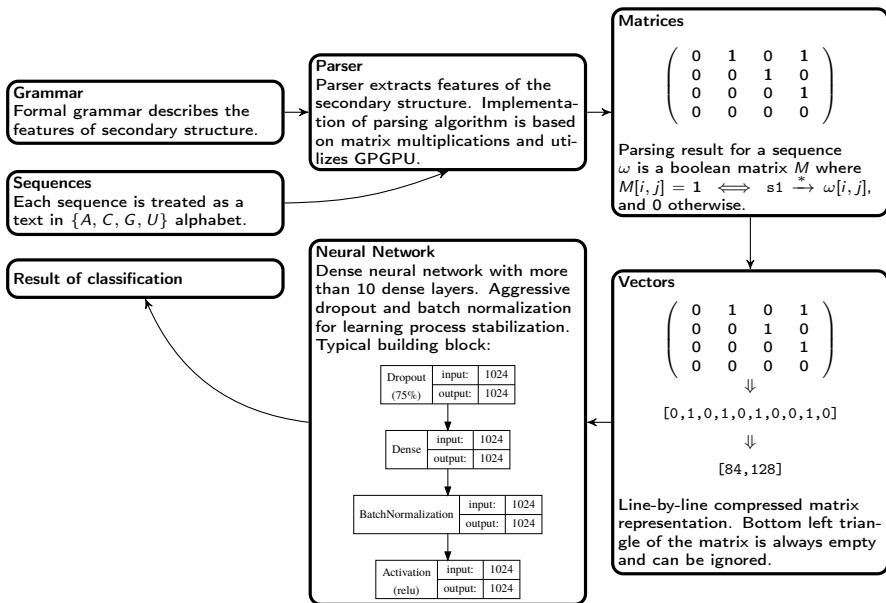 Grammar
Formal grammar describes the
features of secondary structure.
Sequences
Each sequence is treated as a
text in {A, C, G, U} alphabet.
Parser
Parser extracts features of the
secondary structure. Implementa-
tion of parsing algorithm is based
on matrix multiplications and uti-
lizes GPGPU.
Matrices
0 1 0 1
0 0 1 0
0 0 0 1
0 0 0 0
Parsing result for a sequence
ω is a boolean matrix M where
M[i, j] = 1 ⟺ s1 →* ω[i, j],
and 0 otherwise.
Vectors
0 1 0 1
0 0 1 0
0 0 0 1
0 0 0 0
⇓
[0,1,0,1,0,1,0,0,1,0]
⇓
[84,128]
Line-by-line compressed matrix
representation. Bottom left trian-
gle of the matrix is always empty
and can be ignored.
Neural Network
Dense neural network with more
than 10 dense layers. Aggressive
dropout and batch normalization
for learning process stabilization.
Typical building block:
Dropout
(75%)
input: 1024
output: 1024
Dense
input: 1024
output: 1024
BatchNormalization
input: 1024
output: 1024
Activation
(relu)
input: 1024
output: 1024
Result of classification